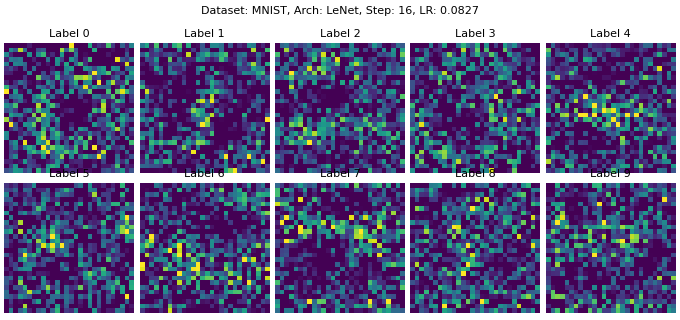 Dataset: MNIST, Arch: LeNet, Step: 16, LR: 0.0827
Label 0 Label 1 Label 2 Label 3 Label 4
Label 5 Label 6 Label 7 Label 8 Label 9